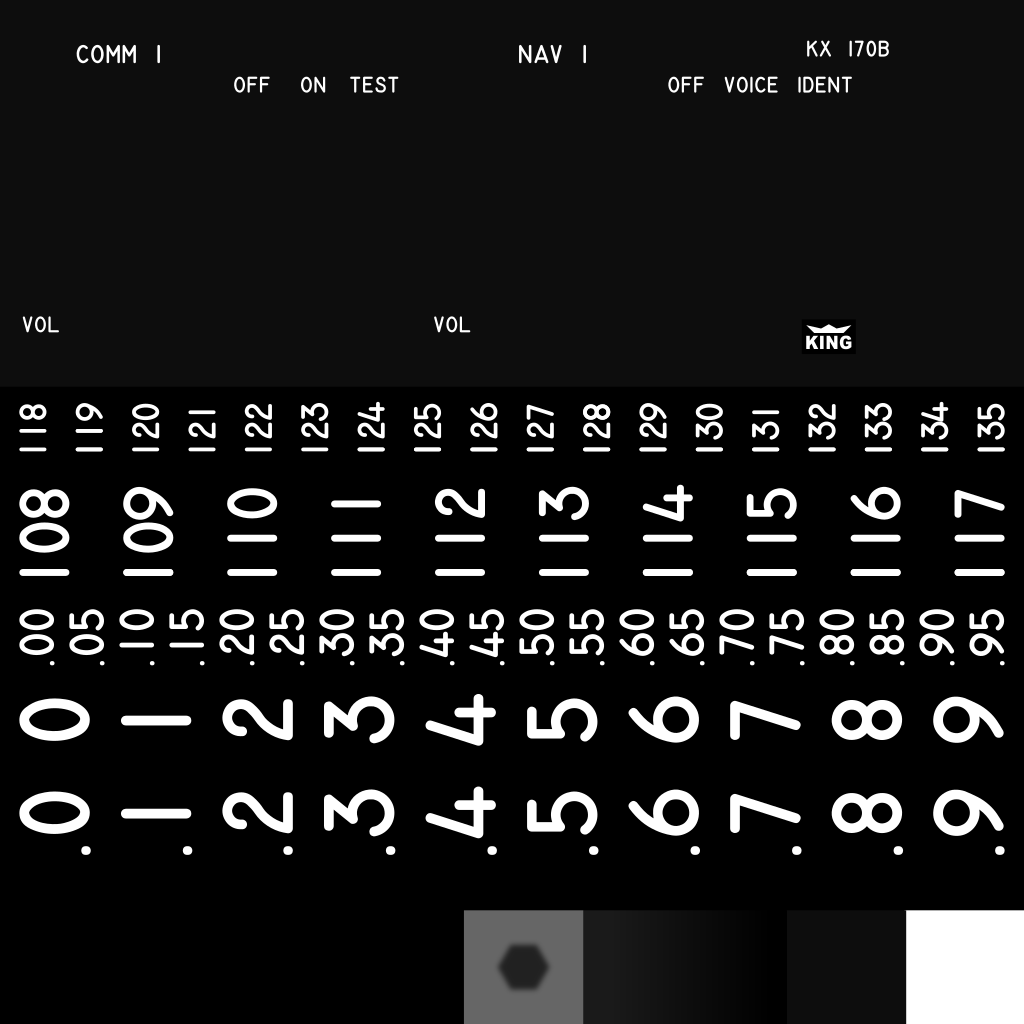 COMM 1 NAV 1 KX 170B
OFF ON TEST OFF VOICE IDENT
VOL VOL KING
118 119 120 121 122 123 124 125 126 127 128 129 130 131 132 133 134 135
108 109 110 111 112 113 114 115 116 117
.00 .05 .10 .15 .20 .25 .30 .35 .40 .45 .50 .55 .60 .65 .70 .75 .80 .85 .90 .95
0 1 2 3 4 5 6 7 8 9
.0 .1 .2 .3 .4 .5 .6 .7 .8 .9